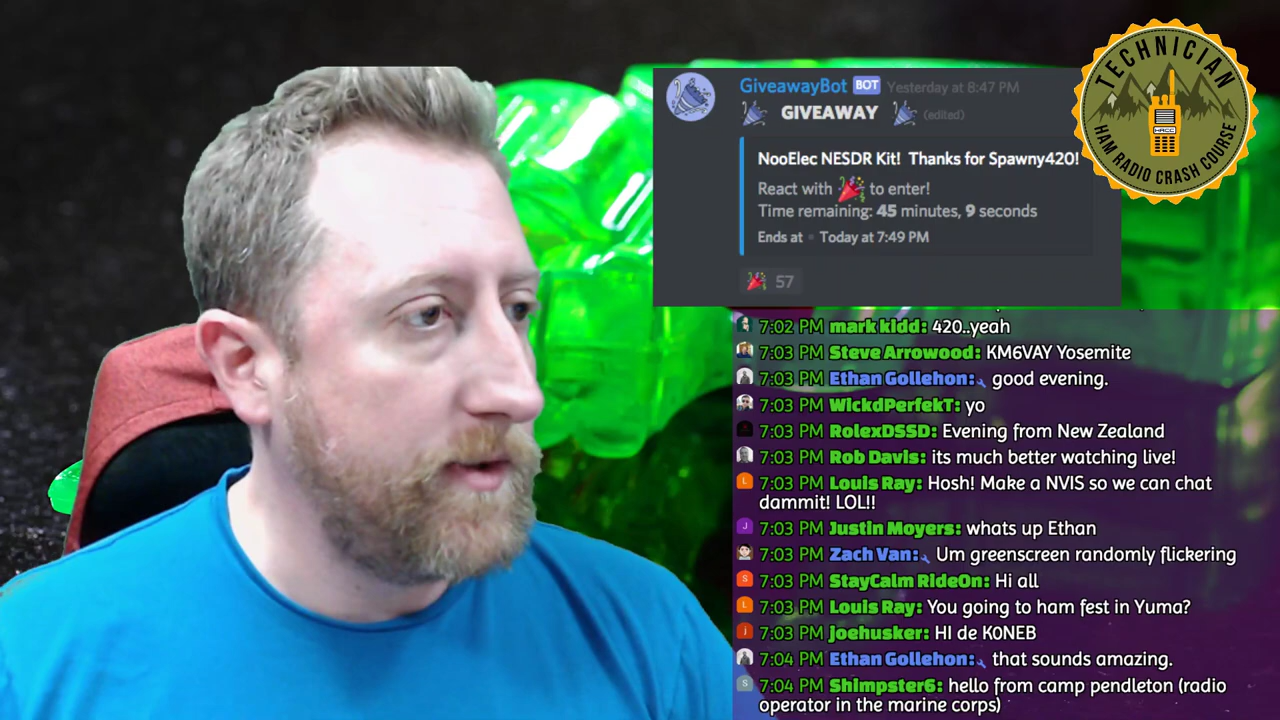 GiveawayBot BOT Yesterday at 8:47 PM
GIVEAWAY (edited)
NooElec NESDR Kit! Thanks for Spawny420!
React with to enter!
Time remaining: 45 minutes, 9 seconds
Ends at • Today at 7:49 PM
57
TECHNICIAN
HRCC
HAM RADIO CRASH COURSE
7:02 PM mark kidd: 420..yeah
7:03 PM Steve Arrowood: KM6VAY Yosemite
7:03 PM Ethan Gollehon: good evening.
7:03 PM WickdPerfekT: yo
7:03 PM RolexDSSD: Evening from New Zealand
7:03 PM Rob Davis: its much better watching live!
L 7:03 PM Louis Ray: Hosh! Make a NVIS so we can chat
dammit! LOL!!
J 7:03 PM Justin Moyers: whats up Ethan
7:03 PM Zach Van: Um greenscreen randomly flickering
S 7:03 PM StayCalm RideOn: Hi all
L 7:03 PM Louis Ray: You going to ham fest in Yuma?
j 7:03 PM joehusker: HI de K0NEB
7:04 PM Ethan Gollehon: that sounds amazing.
S 7:04 PM Shimpster6: hello from camp pendleton (radio
operator in the marine corps)